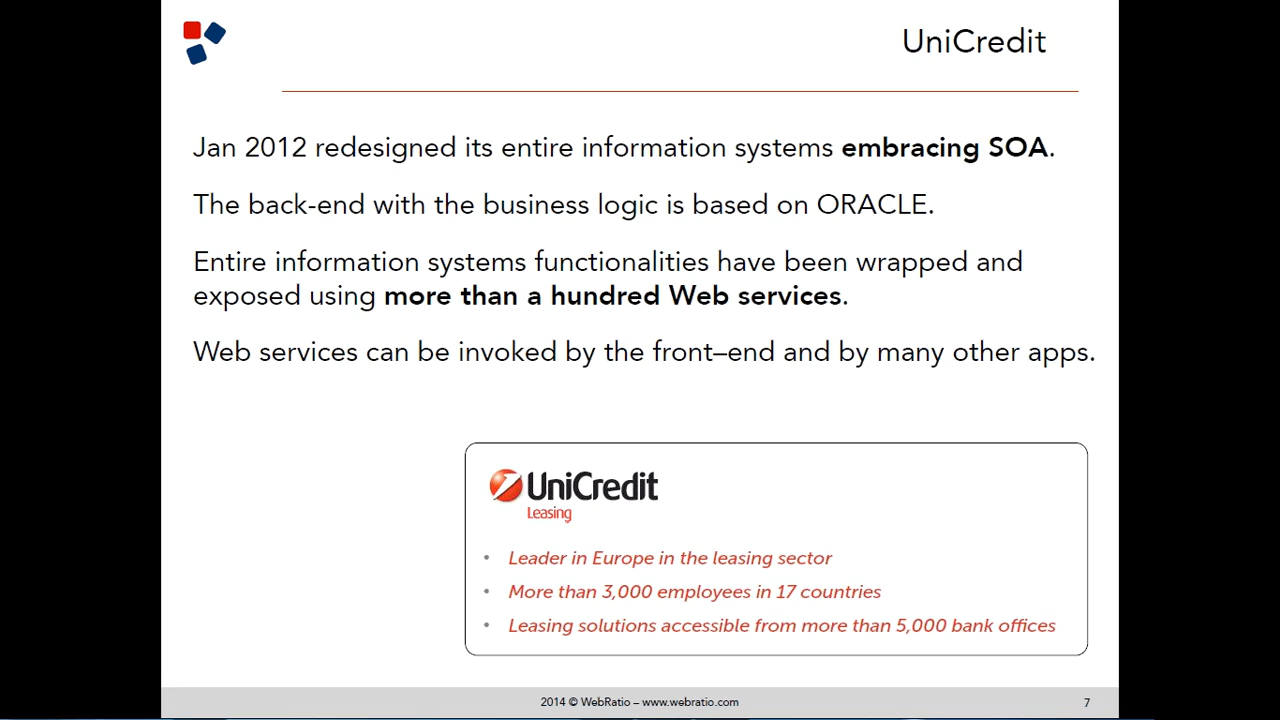 UniCredit
Jan 2012 redesigned its entire information systems embracing SOA.
The back-end with the business logic is based on ORACLE.
Entire information systems functionalities have been wrapped and
exposed using more than a hundred Web services.
Web services can be invoked by the front–end and by many other apps.
UniCredit
Leasing
• Leader in Europe in the leasing sector
• More than 3,000 employees in 17 countries
• Leasing solutions accessible from more than 5,000 bank offices
2014 © WebRatio – www.webratio.com
7